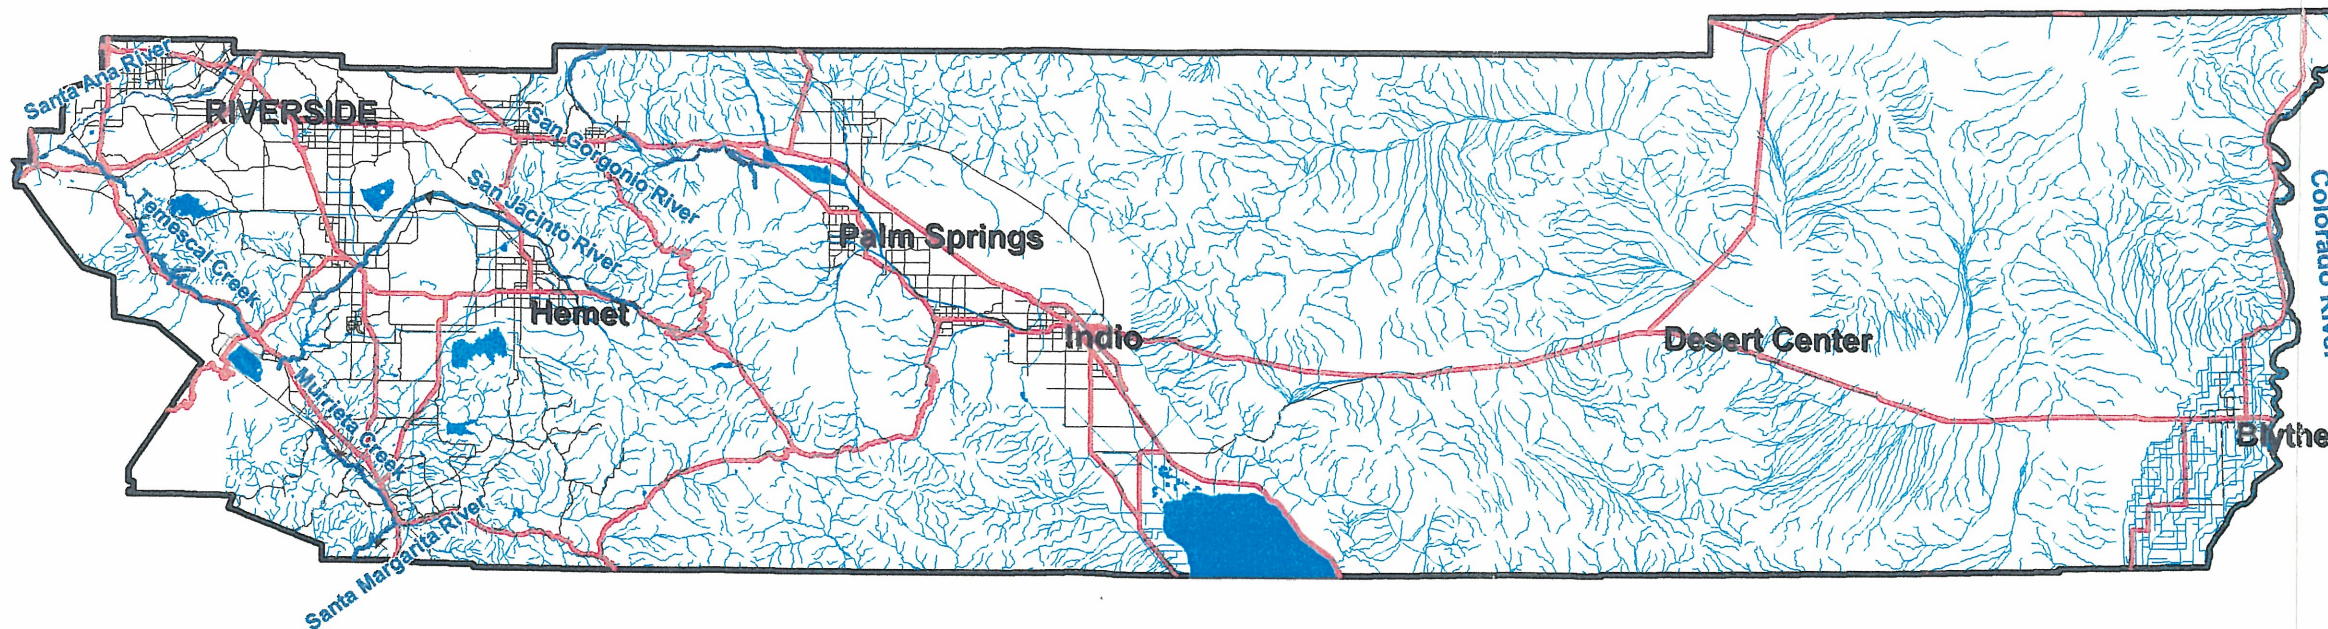 Santa Ana River
RIVERSIDE
San Gorgonio River
San Jacinto River
Temescal Creek
Colorado River
Palm Springs
Hemet
Indio
Desert Center
Murrieta Creek
Blythe
Santa Margarita River